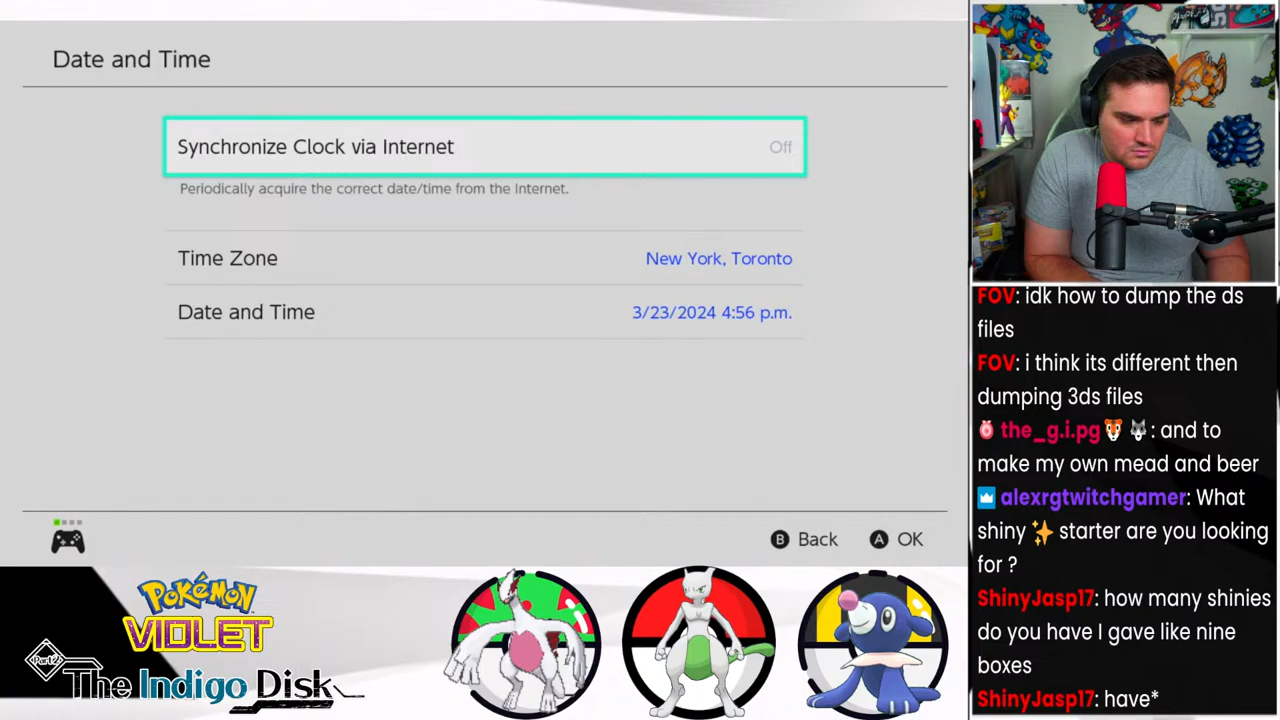 Date and Time
Synchronize Clock via Internet Off
Periodically acquire the correct date/time from the Internet.
Time Zone New York, Toronto
Date and Time 3/23/2024 4:56 p.m.
B Back A OK
FOV: idk how to dump the ds
files
FOV: i think its different then
dumping 3ds files
the_g.i.pg: and to
make my own mead and beer
alexrgtwitchgamer: What
shiny ✨ starter are you looking
for ?
ShinyJasp17: how many shinies
do you have I gave like nine
boxes
ShinyJasp17: have*
POKéMON
VIOLET
Part 2
The Indigo Disk